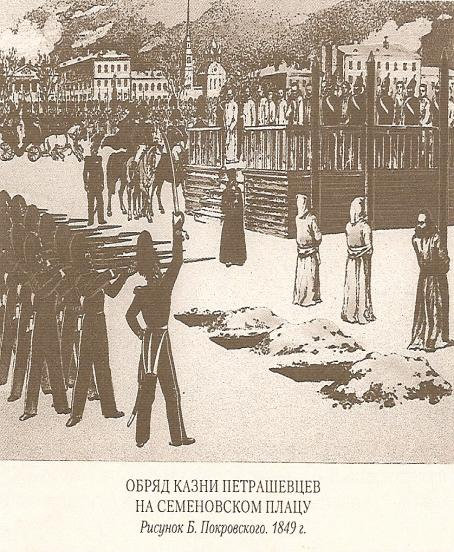 ОБРЯД КАЗНИ ПЕТРАШЕВЦЕВ
НА СЕМЕНОВСКОМ ПЛАЦУ
Рисунок Б. Покровского. 1849 г.